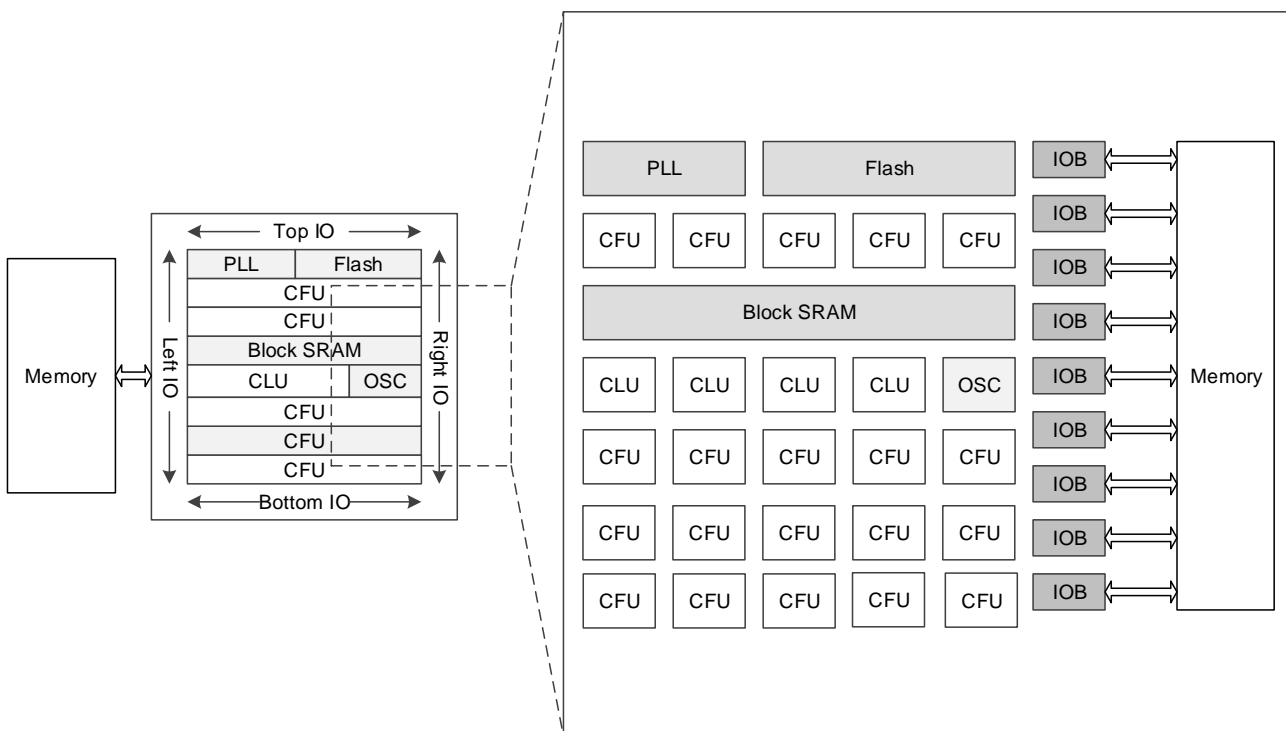 Memory
Top IO
Left IO
PLL Flash
CFU
CFU
Block SRAM
CLU OSC
CFU
CFU
CFU
Right IO
Bottom IO
PLL Flash IOB
CFU CFU CFU CFU CFU IOB
IOB
Block SRAM IOB
CLU CLU CLU CLU OSC IOB
Memory
CFU CFU CFU CFU CFU IOB
IOB
CFU CFU CFU CFU CFU IOB
CFU CFU CFU CFU CFU IOB